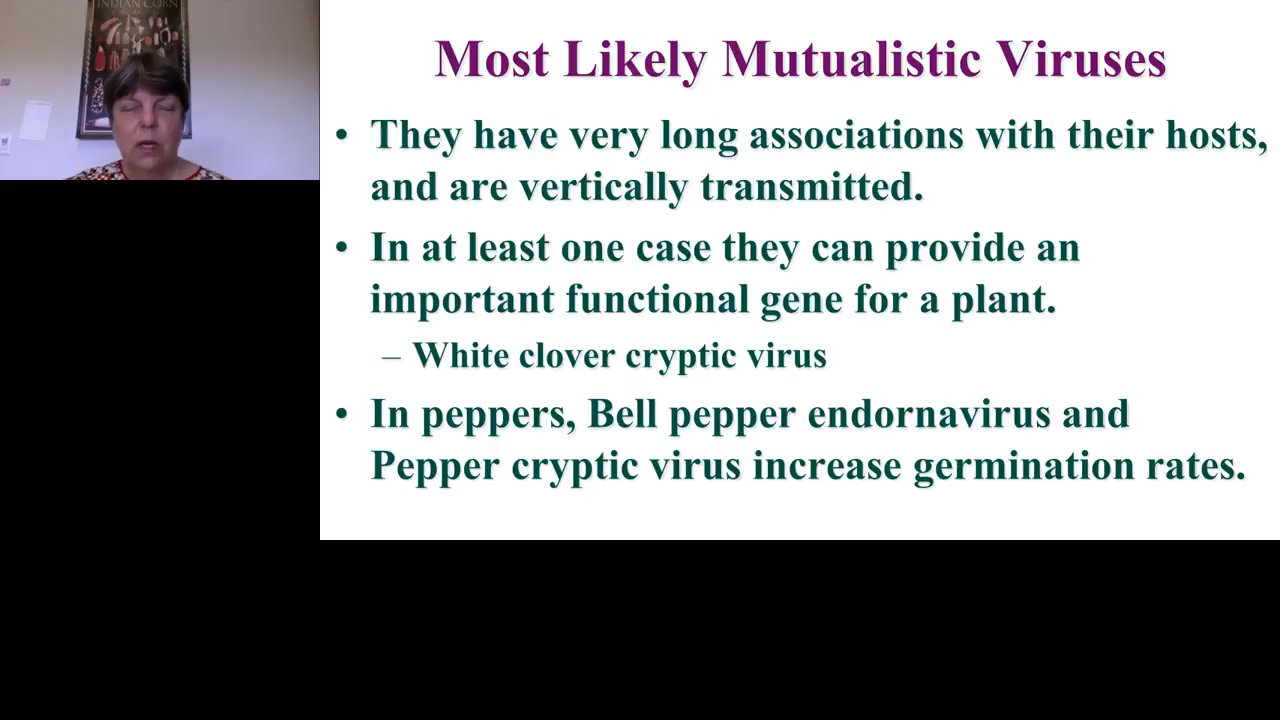 INDIAN CORN
Most Likely Mutualistic Viruses
• They have very long associations with their hosts,
and are vertically transmitted.
• In at least one case they can provide an
important functional gene for a plant.
– White clover cryptic virus
• In peppers, Bell pepper endornavirus and
Pepper cryptic virus increase germination rates.